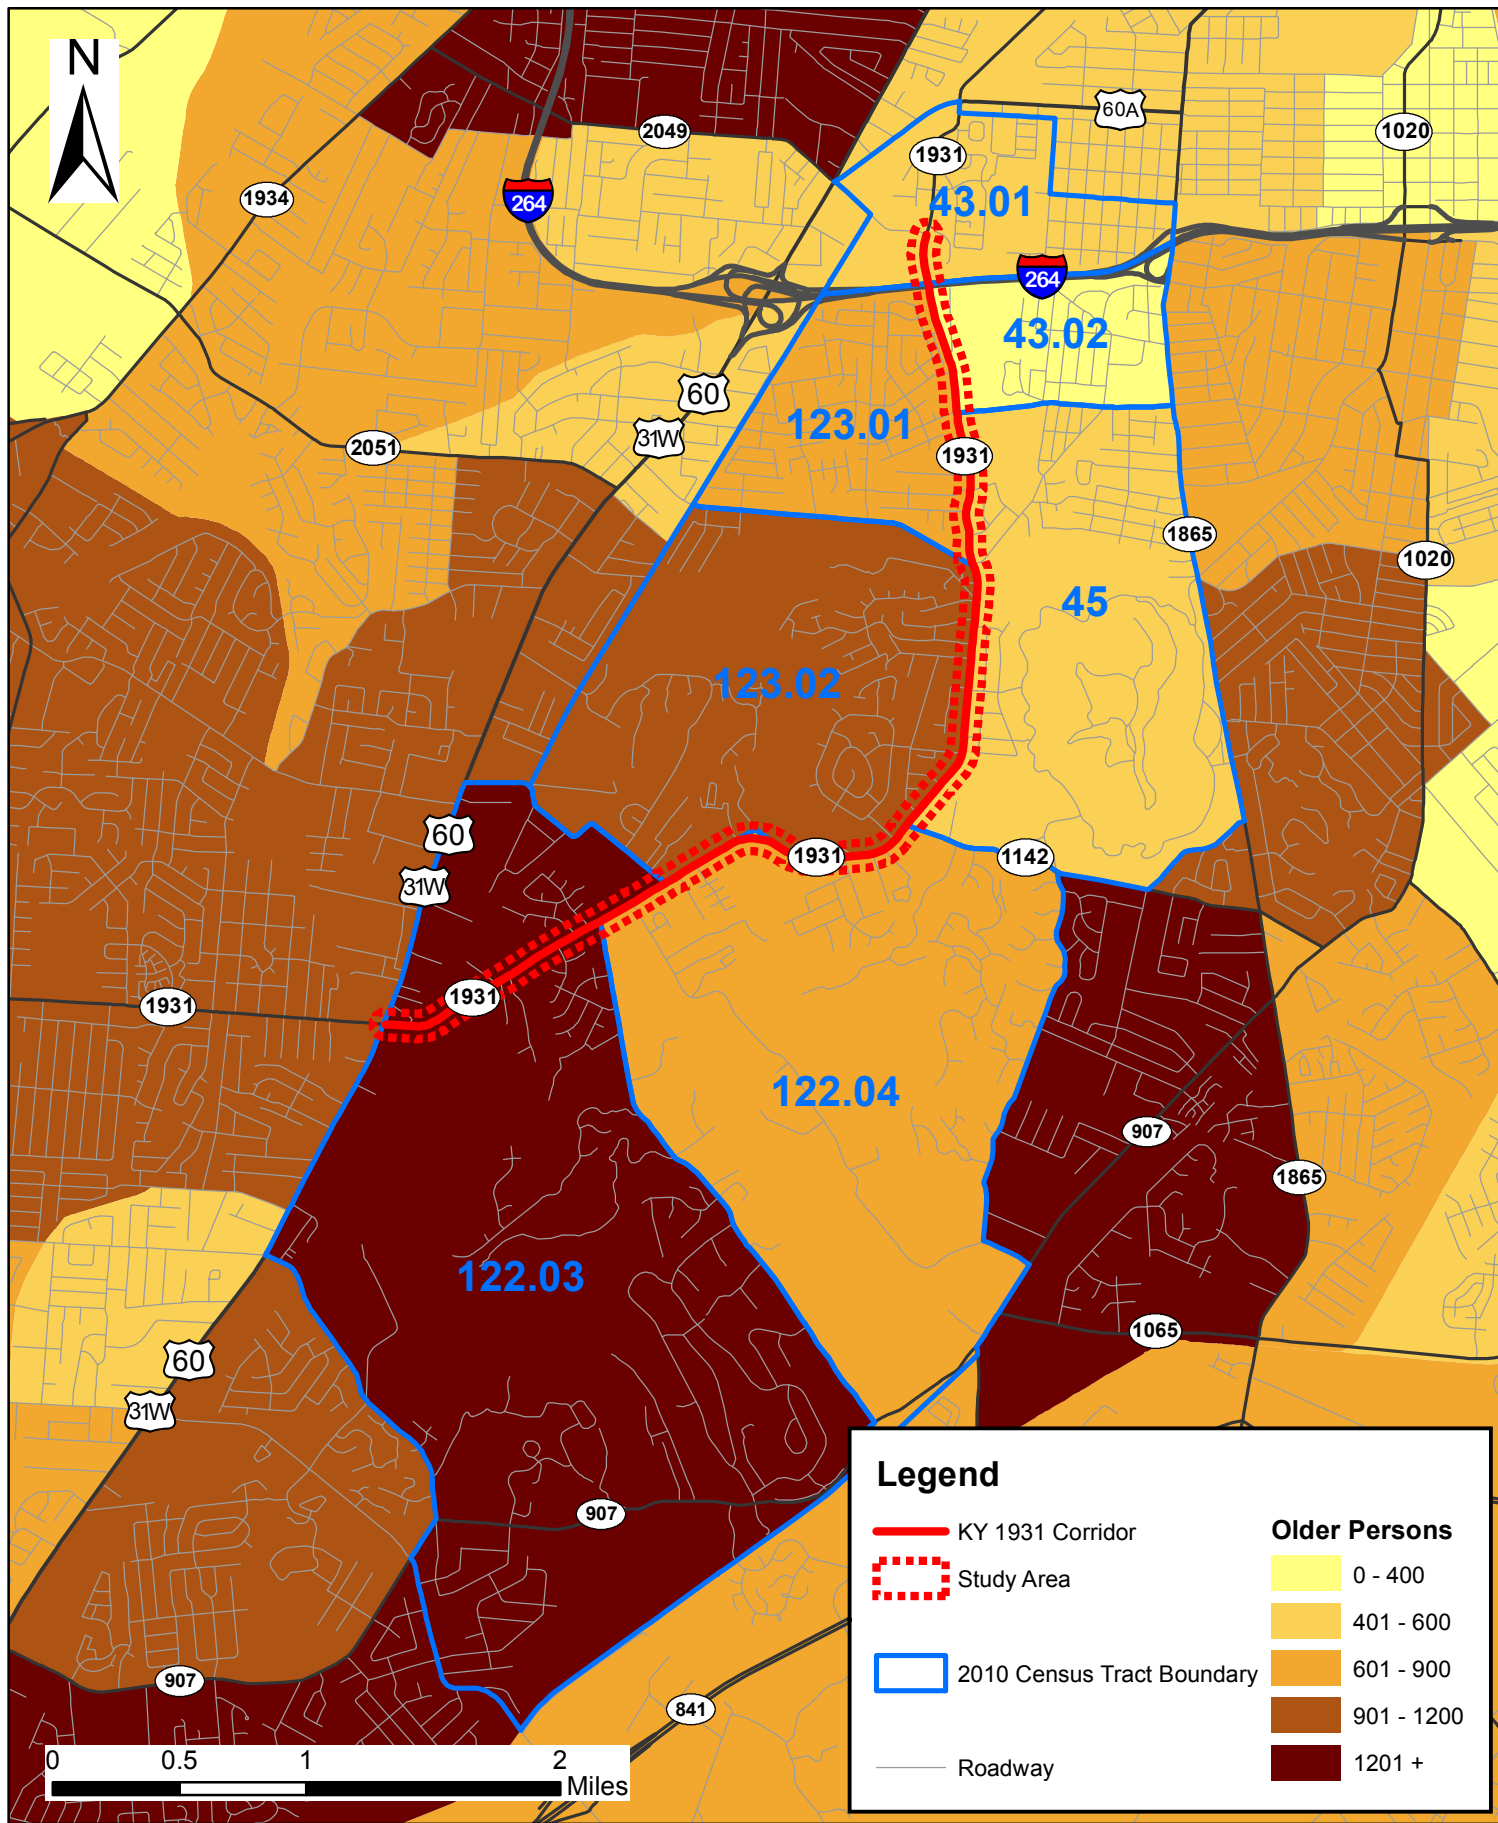 N
2049
60A
1931
1020
1934
264
43.01
264
43.02
60
31W
123.01
2051
1931
1865
1020
45
123.02
60
1931
1142
31W
1931
1931
122.04
907
1865
122.03
1065
60
31W
907
907
841
Legend
KY 1931 Corridor
Study Area
2010 Census Tract Boundary
Roadway
Older Persons
0 - 400
401 - 600
601 - 900
901 - 1200
1201 +
0 0.5 1 2
Miles